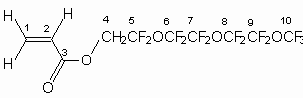 H H 4 5 6 7 8 9 10
1 2 O CH₂CF₂OCF₂CF₂OCF₂CF₂OCF₃
3
H O